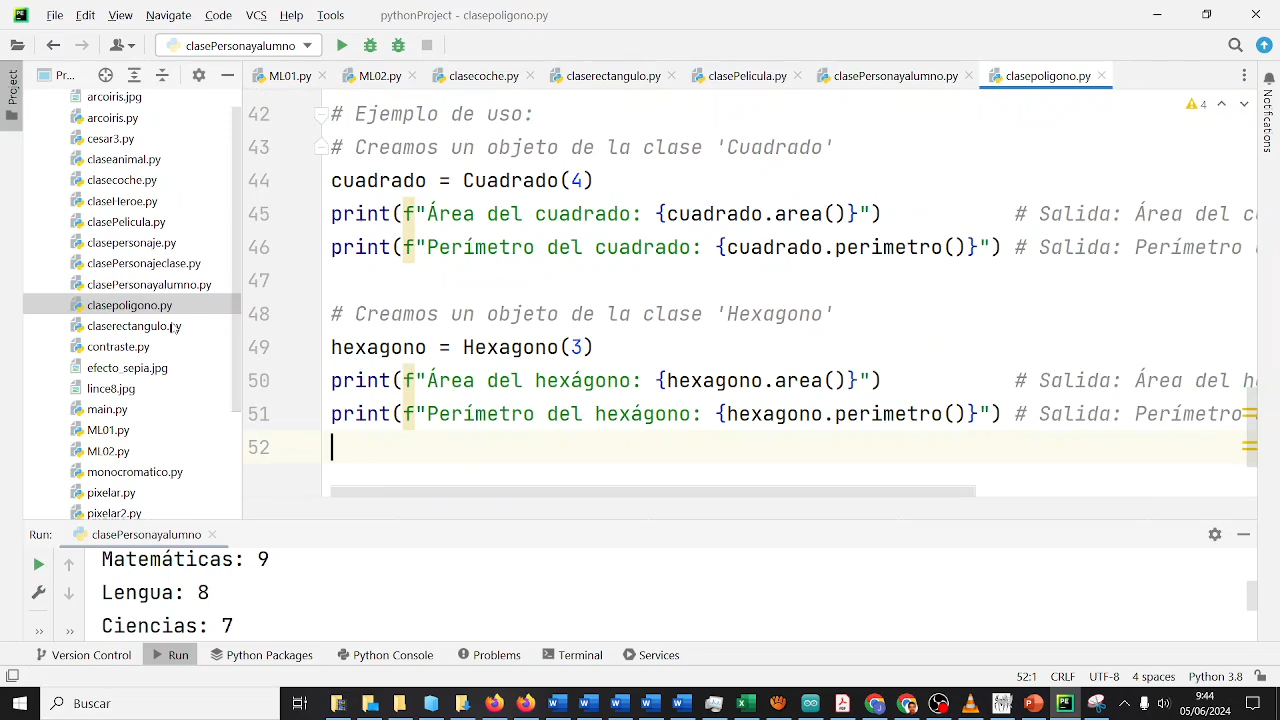 File Edit View Navigate Code VCS Help Tools pythonProject - clasepoligono.py
clasePersonayalumno
Pr...
ML01.py ML02.py clasecoche.py claserectangulo.py clasePelicula.py clasePersonayalumno.py clasepoligono.py
Project
arcoiris.jpg
arcoiris.py
cesar3.py
claseanimal.py
clasecoche.py
claseHeroe.py
clasePelicula.py
clasepersonaje.py
clasePersonajeclase.py
clasePersonayalumno.py
clasepoligono.py
claserectangulo.py
contraste.py
efecto_sepia.jpg
lince8.jpg
main.py
ML01.py
ML02.py
monocromatico.py
pixelar.py
pixelar2.py
4
Notifications
42 # Ejemplo de uso:
43 # Creamos un objeto de la clase 'Cuadrado'
44 cuadrado = Cuadrado(4)
45 print(f"Área del cuadrado: {cuadrado.area()}") # Salida: Área del c
46 print(f"Perímetro del cuadrado: {cuadrado.perimetro()}") # Salida: Perímetro
47
48 # Creamos un objeto de la clase 'Hexagono'
49 hexagono = Hexagono(3)
50 print(f"Área del hexágono: {hexagono.area()}") # Salida: Área del h
51 print(f"Perímetro del hexágono: {hexagono.perimetro()}") # Salida: Perímetro
52
Run: clasePersonayalumno
Matemáticas: 9
Lengua: 8
Ciencias: 7
Version Control Run Python Packages Python Console Problems Terminal Services
52:1 CRLF UTF-8 4 spaces Python 3.8
Buscar
9:44
05/06/2024